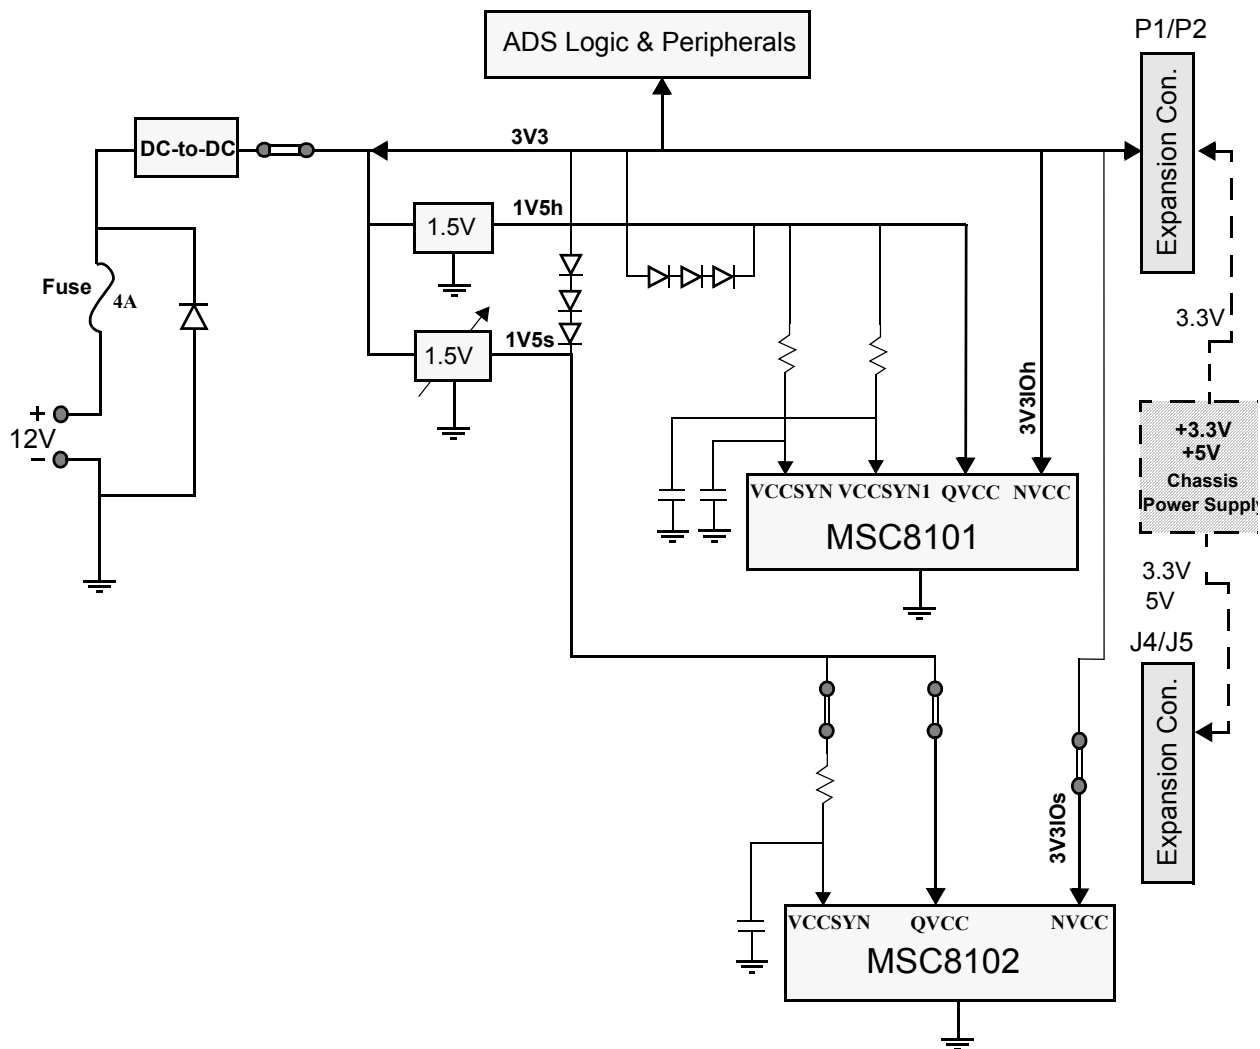 P1/P2
ADS Logic & Peripherals
Expansion Con.
DC-to-DC
3V3
1V5h
1.5V
Fuse
4A
3.3V
1V5s
1.5V
+
12V
–
3V3IOh
+3.3V
+5V
Chassis
Power Supply
VCCSYN VCCSYN1 QVCC NVCC
MSC8101
3.3V
5V
J4/J5
Expansion Con.
3V3IOs
VCCSYN QVCC NVCC
MSC8102